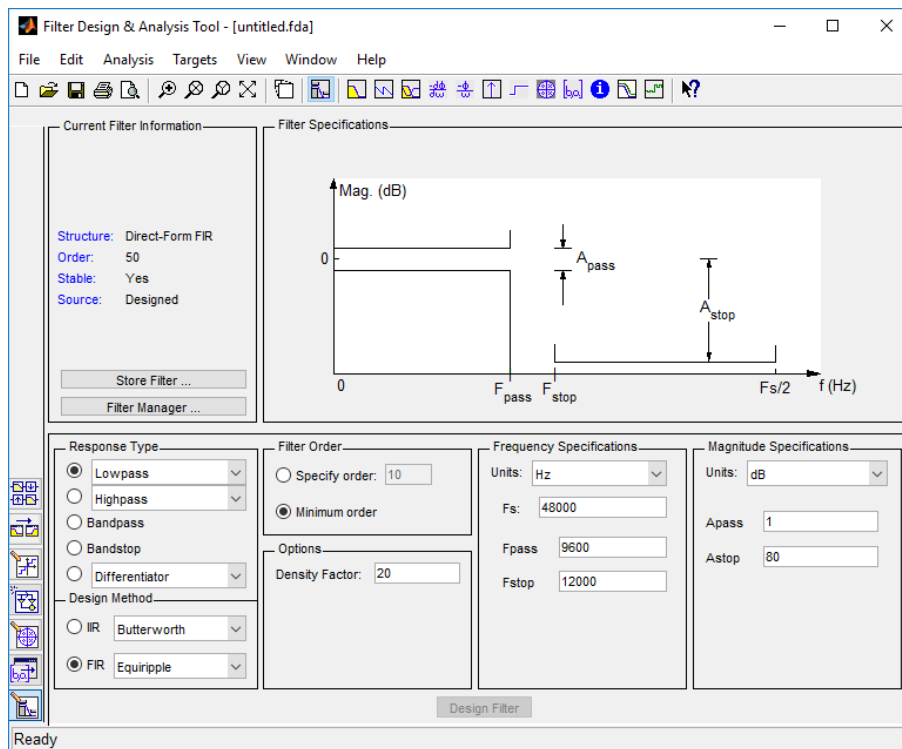 Filter Design & Analysis Tool - [untitled.fda]
File Edit Analysis Targets View Window Help
Current Filter Information
Structure: Direct-Form FIR
Order: 50
Stable: Yes
Source: Designed
Store Filter ...
Filter Manager ...
Filter Specifications
Mag. (dB)
0
Apass
Astop
0 Fpass Fstop Fs/2 f (Hz)
Response Type
Lowpass
Highpass
Bandpass
Bandstop
Differentiator
Design Method
IIR Butterworth
FIR Equiripple
Filter Order
Specify order: 10
Minimum order
Options
Density Factor: 20
Frequency Specifications
Units: Hz
Fs: 48000
Fpass 9600
Fstop 12000
Magnitude Specifications
Units: dB
Apass 1
Astop 80
Design Filter
Ready